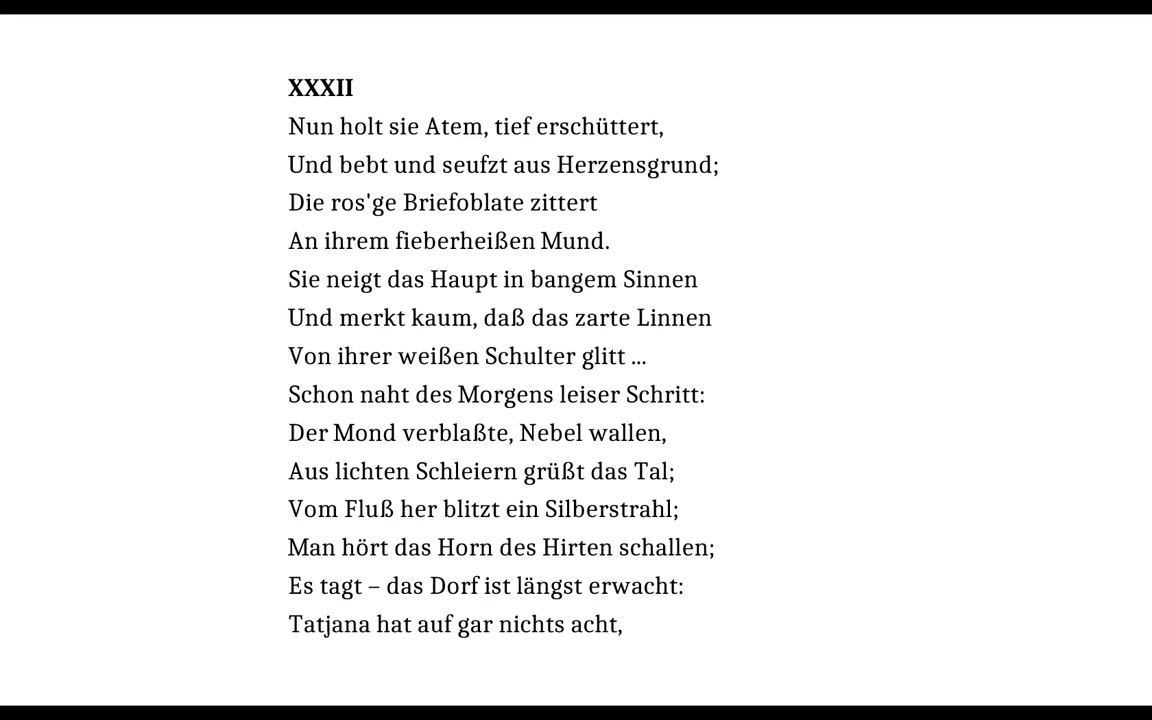 XXXII
Nun holt sie Atem, tief erschüttert,
Und bebt und seufzt aus Herzensgrund;
Die ros'ge Briefoblate zittert
An ihrem fieberheißen Mund.
Sie neigt das Haupt in bangem Sinnen
Und merkt kaum, daß das zarte Linnen
Von ihrer weißen Schulter glitt ...
Schon naht des Morgens leiser Schritt:
Der Mond verblaßte, Nebel wallen,
Aus lichten Schleiern grüßt das Tal;
Vom Fluß her blitzt ein Silberstrahl;
Man hört das Horn des Hirten schallen;
Es tagt – das Dorf ist längst erwacht:
Tatjana hat auf gar nichts acht,